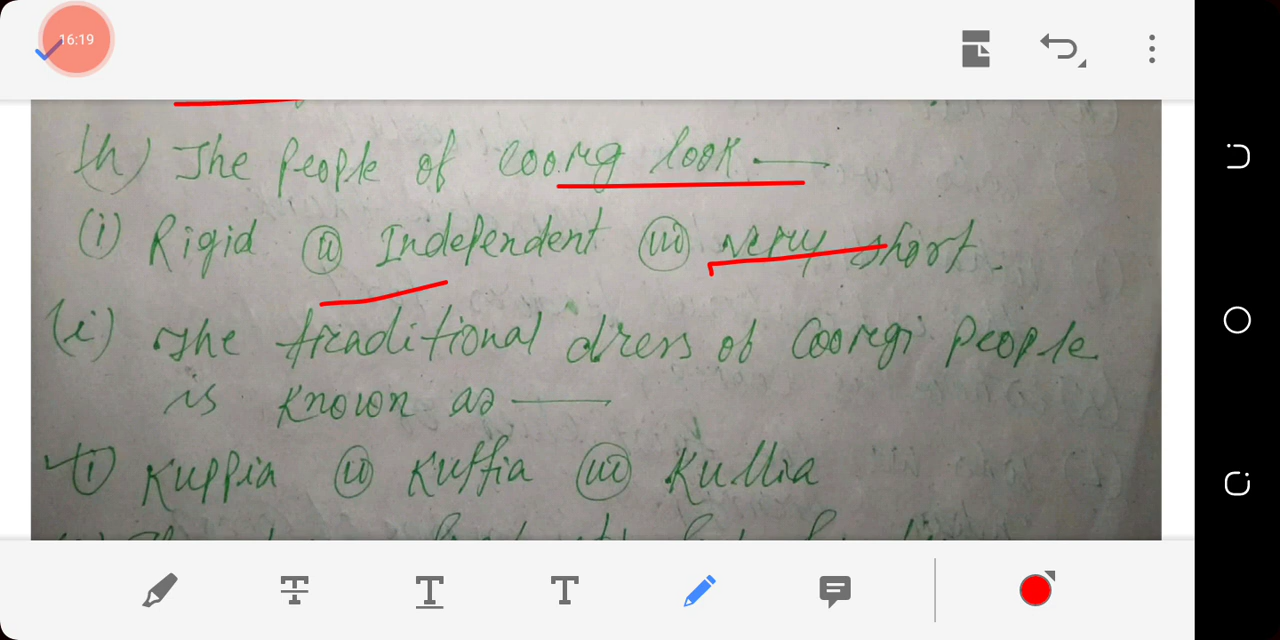 16:19
(h) The people of coorg look ——
(i) Rigid (ii) Independent (iii) very short.
(i) The traditional dress of Coorgi people
is known as ——
(i) Kuppia (ii) Kuffia (iii) Kullia
T T T